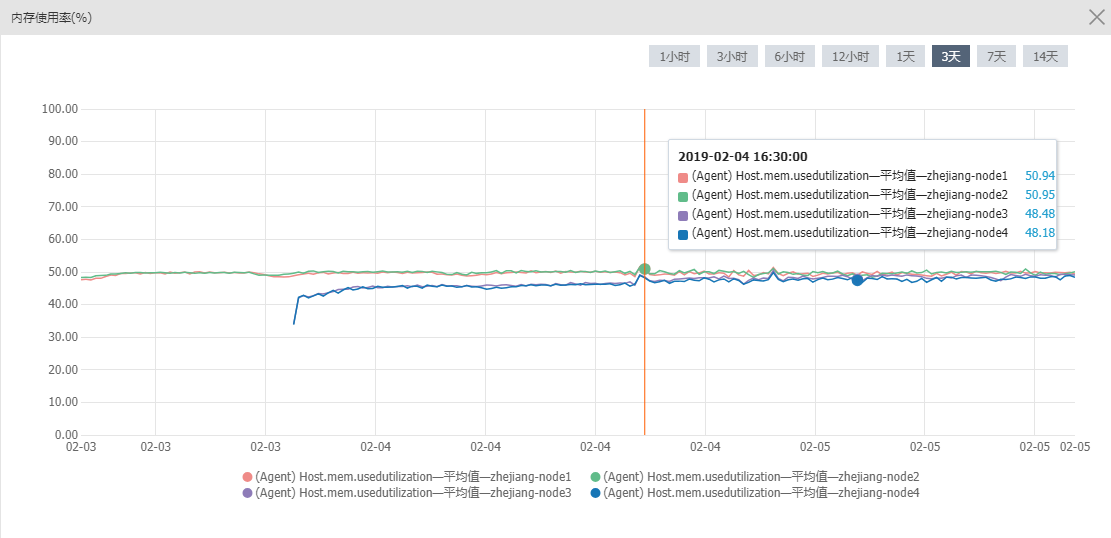 内存使用率(%)
1小时 3小时 6小时 12小时 1天 3天 7天 14天
100.00
90.00
80.00
70.00
60.00
50.00
40.00
30.00
20.00
10.00
0.00
2019-02-04 16:30:00
(Agent) Host.mem.usedutilization—平均值—zhejiang-node1 50.94
(Agent) Host.mem.usedutilization—平均值—zhejiang-node2 50.95
(Agent) Host.mem.usedutilization—平均值—zhejiang-node3 48.48
(Agent) Host.mem.usedutilization—平均值—zhejiang-node4 48.18
02-03 02-03 02-03 02-04 02-04 02-04 02-04 02-05 02-05 02-05 02-05
(Agent) Host.mem.usedutilization—平均值—zhejiang-node1 (Agent) Host.mem.usedutilization—平均值—zhejiang-node2
(Agent) Host.mem.usedutilization—平均值—zhejiang-node3 (Agent) Host.mem.usedutilization—平均值—zhejiang-node4